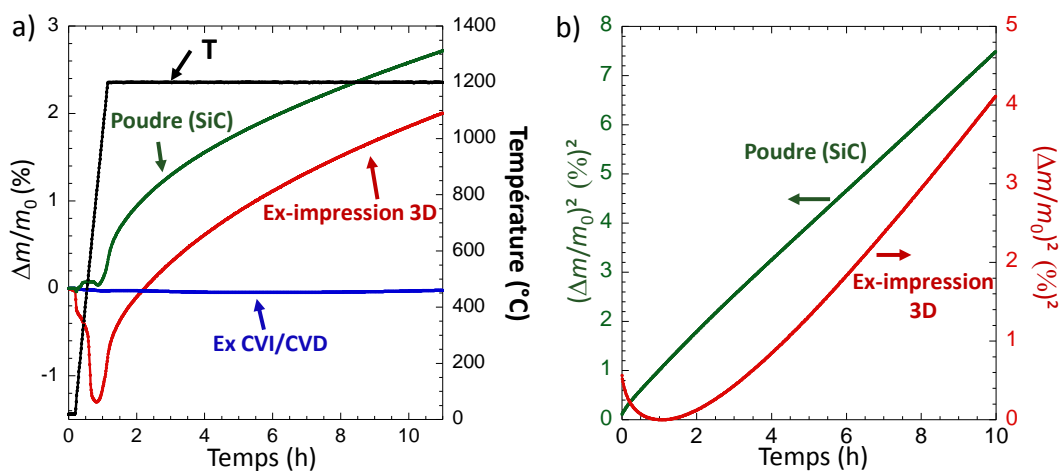 a)
3
2
1
0
-1
Δm/m₀ (%)
T
Poudre (SiC)
Ex-impression 3D
Ex CVI/CVD
1400
1200
1000
800
600
400
200
0
Température (°C)
0 2 4 6 8 10
Temps (h)
b)
8
7
6
5
4
3
2
1
0
(Δm/m₀)² (%)²
Poudre (SiC)
Ex-impression
3D
5
4
3
2
1
0
(Δm/m₀)² (%)²
0 2 4 6 8 10
Temps (h)